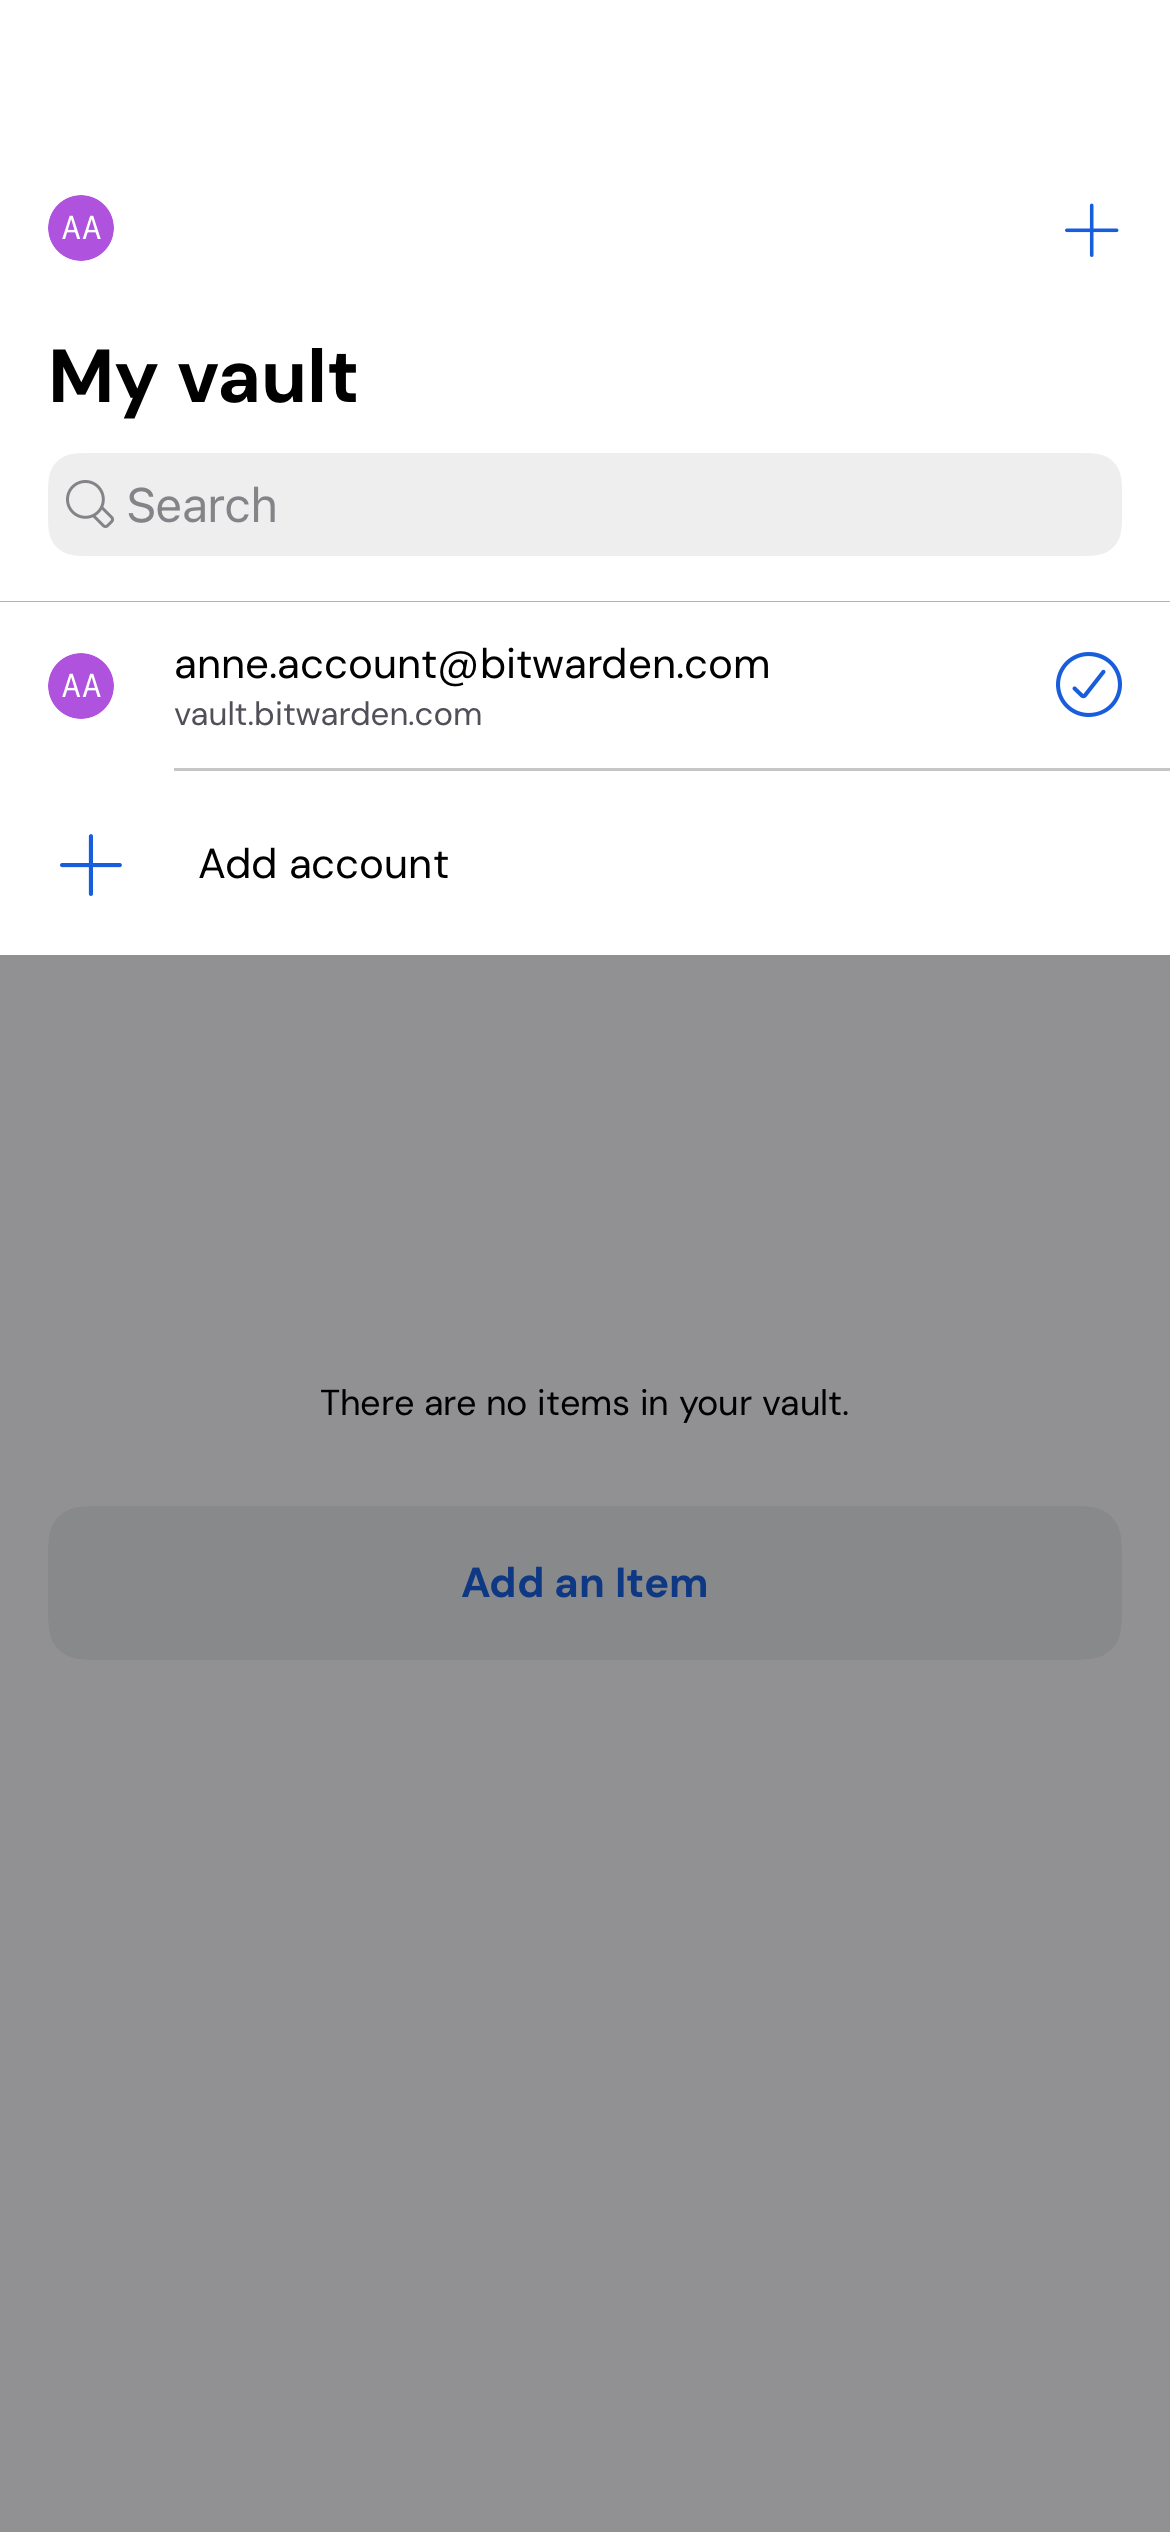 AA
My vault
Search
AA
anne.account@bitwarden.com
vault.bitwarden.com
Add account
There are no items in your vault.
Add an Item